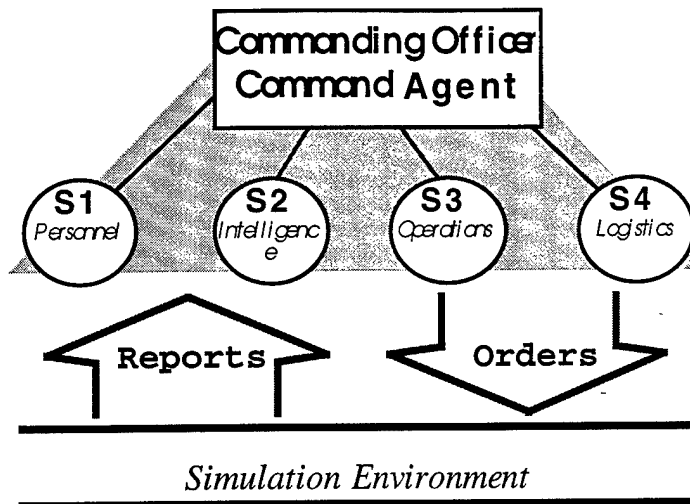 Commanding Officer
Command Agent
S1
Personnel
S2
Intelligenc
e
S3
Operations
S4
Logistics
Reports
Orders
Simulation Environment